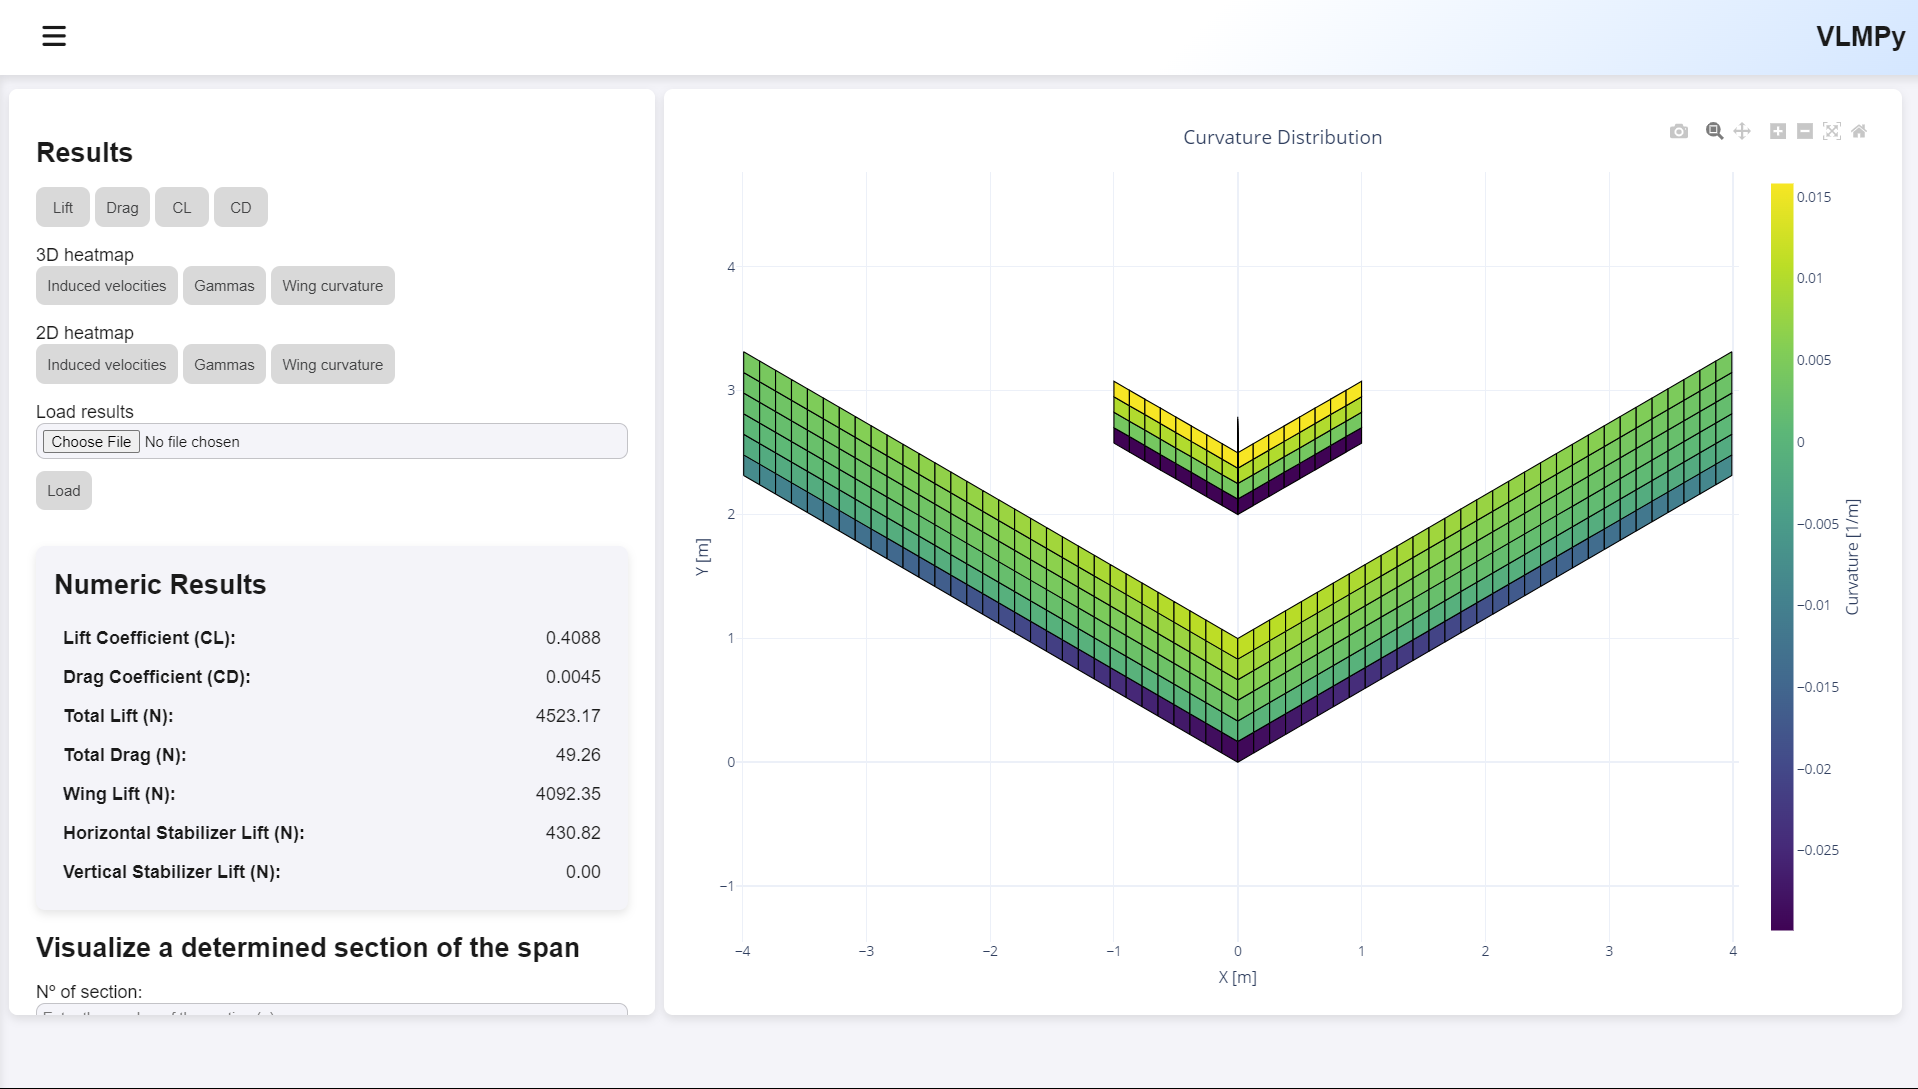 VLMPy
Results
Lift Drag CL CD
3D heatmap
Induced velocities Gammas Wing curvature
2D heatmap
Induced velocities Gammas Wing curvature
Load results
Choose File No file chosen
Load
Numeric Results
Lift Coefficient (CL): 0.4088
Drag Coefficient (CD): 0.0045
Total Lift (N): 4523.17
Total Drag (N): 49.26
Wing Lift (N): 4092.35
Horizontal Stabilizer Lift (N): 430.82
Vertical Stabilizer Lift (N): 0.00
Visualize a determined section of the span
Nº of section:
Curvature Distribution
4
3
2
1
0
−1
Y [m]
−4 −3 −2 −1 0 1 2 3 4
X [m]
0.015
0.01
0.005
0
−0.005
−0.01
−0.015
−0.02
−0.025
Curvature [1/m]